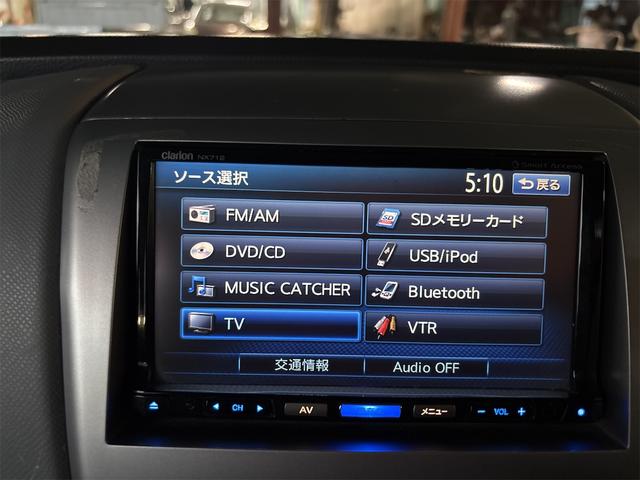 clarion NX712
Smart Access
ソース選択 5:10 戻る
FM/AM SDメモリーカード
DVD/CD USB/iPod
MUSIC CATCHER Bluetooth
TV VTR
交通情報 Audio OFF
CH AV メニュー VOL